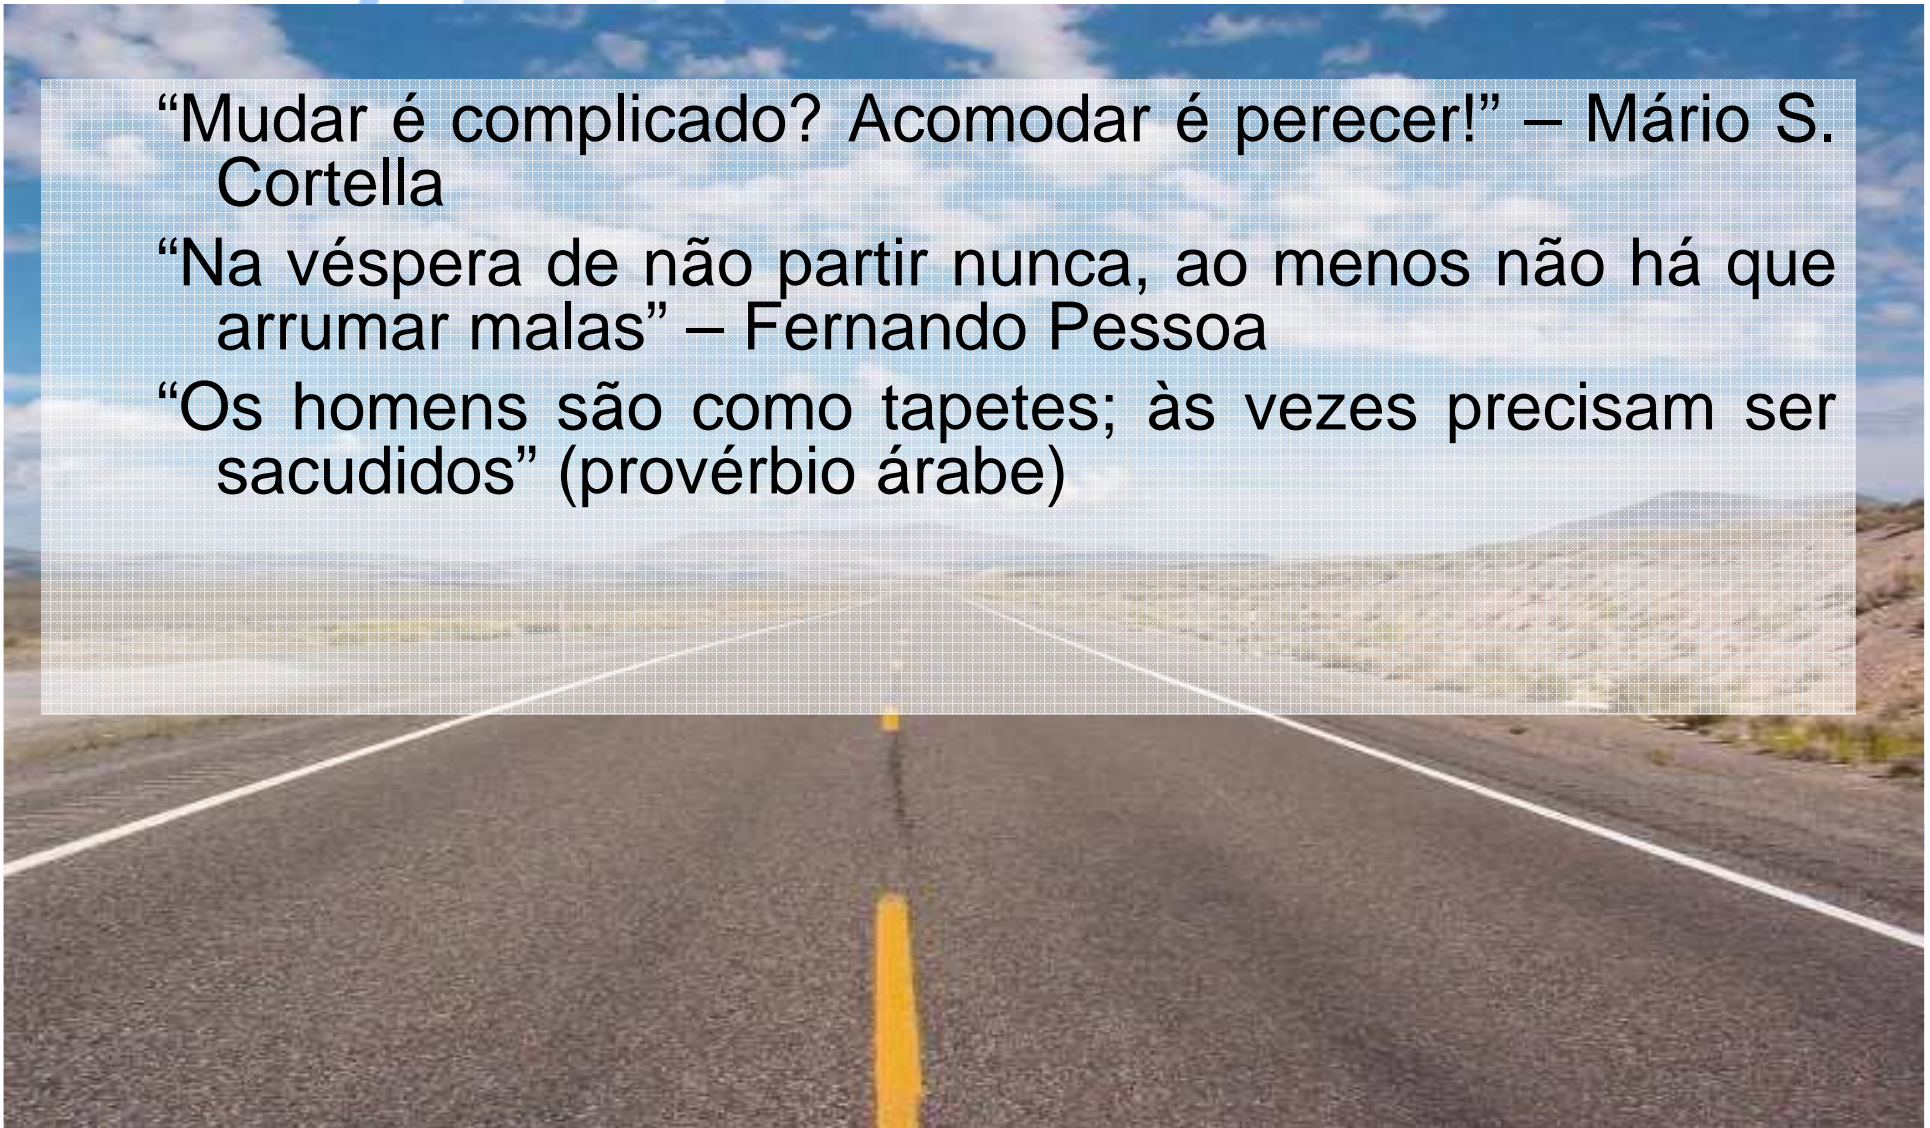 “Mudar é complicado? Acomodar é perecer!” – Mário S.
Cortella
“Na véspera de não partir nunca, ao menos não há que
arrumar malas” – Fernando Pessoa
“Os homens são como tapetes; às vezes precisam ser
sacudidos” (provérbio árabe)